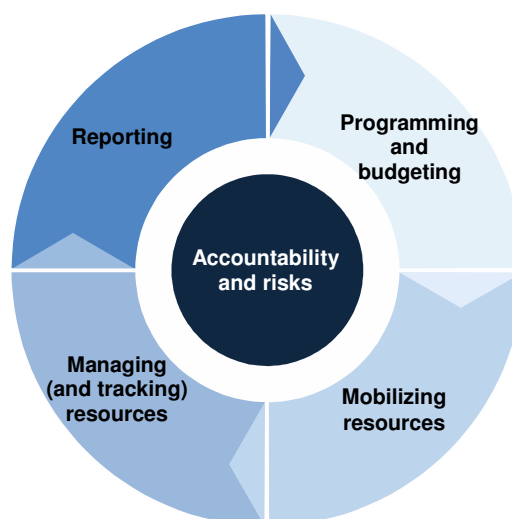 Reporting
Programming
and
budgeting
Accountability
and risks
Managing
(and tracking)
resources
Mobilizing
resources